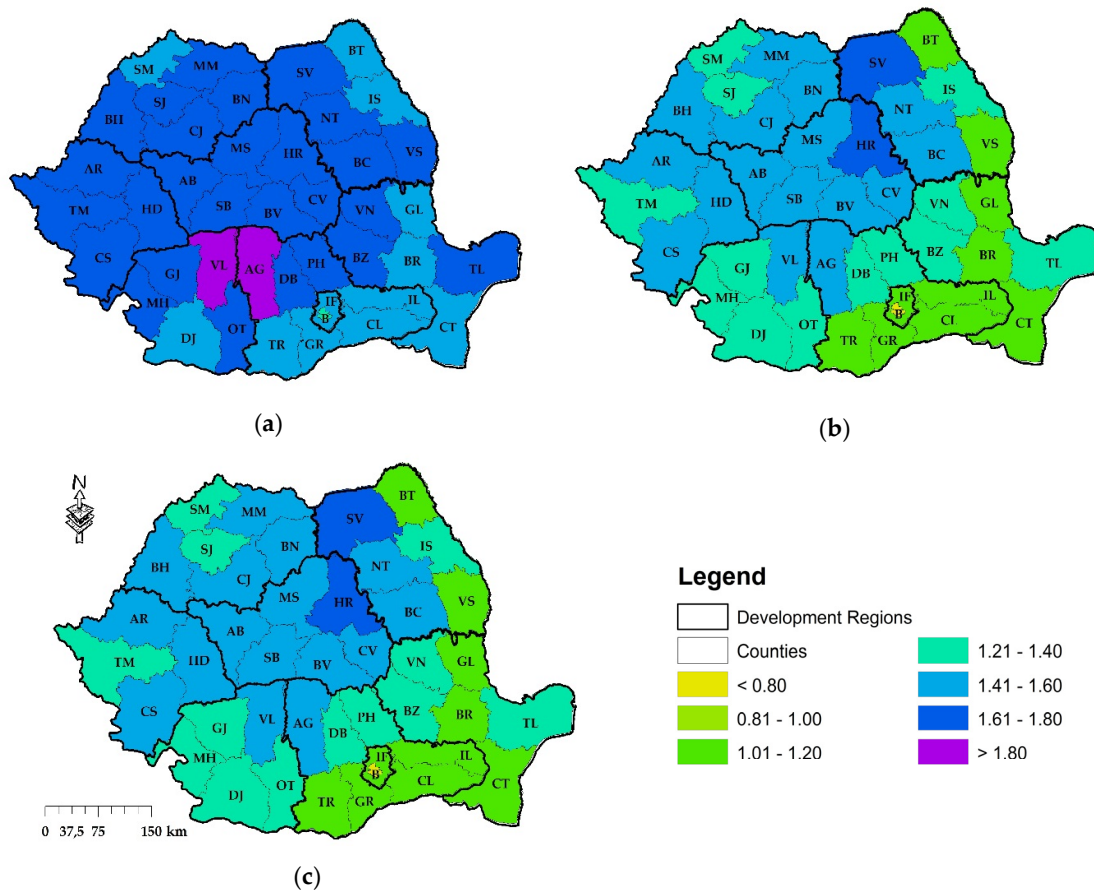 BT
SM
MM
SV
IS
SJ
BN
NT
BH
CJ
MS
HR
VS
BC
AR
AB
CV
TM
HD
SB
BV
VN
GL
CS
VL
AG
BZ
BR
GJ
PH
DB
TL
MH
IF
IL
OT
B
DJ
TR
GR
CL
CT
(a)
BT
SM
MM
SV
SJ
BN
IS
BH
NT
CJ
MS
HR
VS
BC
AR
AB
CV
TM
HD
SB
BV
VN
GL
CS
VL
AG
BZ
BR
GJ
PH
DB
TL
MH
IF
IL
OT
B
DJ
TR
GR
CT
(b)
N
BT
SM
MM
SV
SJ
BN
IS
BH
NT
CJ
MS
HR
VS
BC
AR
AB
CV
TM
HD
SB
BV
VN
GL
CS
VL
AG
BZ
BR
GJ
PH
DB
TL
MH
IF
IL
OT
B
DJ
TR
GR
CL
CT
0 37,5 75 150 km
(c)
Legend
Development Regions
Counties
< 0.80
0.81 - 1.00
1.01 - 1.20
1.21 - 1.40
1.41 - 1.60
1.61 - 1.80
> 1.80